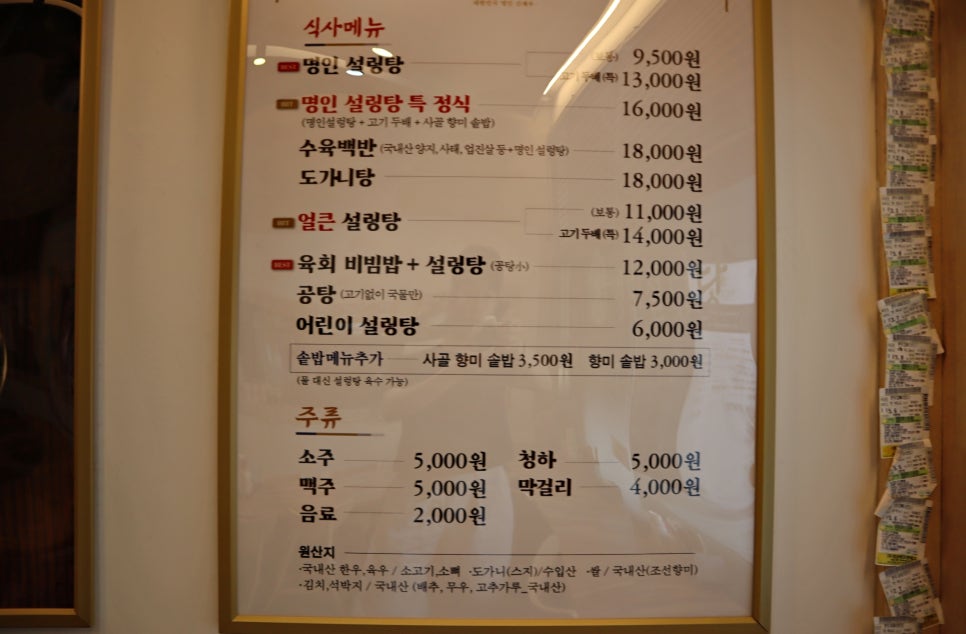 식사메뉴
BEST 명인 설렁탕 (보통) 9,500원
고기 두배(특) 13,000원
HIT 명인 설렁탕 특 정식 16,000원
(명인설렁탕 + 고기 두배 + 사골 향미 솥밥)
수육백반 (국내산 양지, 사태, 업진살 등+명인 설렁탕) 18,000원
도가니탕 18,000원
HIT 얼큰 설렁탕 (보통) 11,000원
고기 두배(특) 14,000원
BEST 육회 비빔밥 + 설렁탕 (공탕小) 12,000원
공탕 (고기없이 국물만) 7,500원
어린이 설렁탕 6,000원
솥밥메뉴추가 사골 향미 솥밥 3,500원 향미 솥밥 3,000원
(물 대신 설렁탕 육수 가능)
주류
소주 5,000원 청하 5,000원
맥주 5,000원 막걸리 4,000원
음료 2,000원
원산지
·국내산 한우,육우 / 소고기,소뼈 ·도가니(스지)/수입산 ·쌀 / 국내산(조선향미)
·김치,석박지 / 국내산 (배추, 무우, 고추가루_국내산)